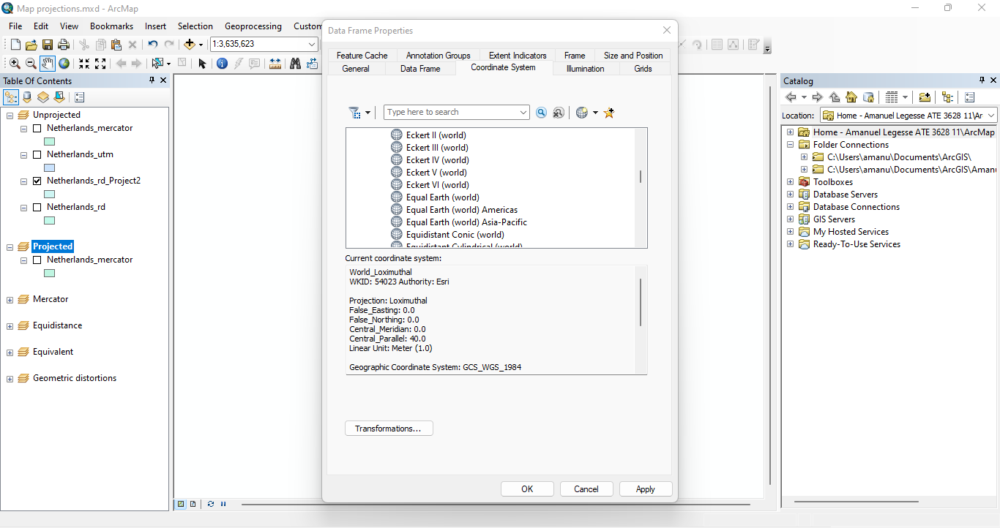 Map projections.mxd - ArcMap
File Edit View Bookmarks Insert Selection Geoprocessing Custom
1:3,635,623
Table Of Contents
Unprojected
Netherlands_mercator
Netherlands_utm
Netherlands_rd_Project2
Netherlands_rd
Projected
Netherlands_mercator
Mercator
Equidistance
Equivalent
Geometric distortions
Data Frame Properties
Feature Cache Annotation Groups Extent Indicators Frame Size and Position
General Data Frame Coordinate System Illumination Grids
Type here to search
Eckert II (world)
Eckert III (world)
Eckert IV (world)
Eckert V (world)
Eckert VI (world)
Equal Earth (world)
Equal Earth (world) Americas
Equal Earth (world) Asia-Pacific
Equidistant Conic (world)
Equidistant Cylindrical (world)
Current coordinate system:
World_Loximuthal
WKID: 54023 Authority: Esri
Projection: Loximuthal
False_Easting: 0.0
False_Northing: 0.0
Central_Meridian: 0.0
Central_Parallel: 40.0
Linear Unit: Meter (1.0)
Geographic Coordinate System: GCS_WGS_1984
Transformations...
OK Cancel Apply
Catalog
Location: Home - Amanuel Legesse ATE 3628 11\Ar
Home - Amanuel Legesse ATE 3628 11\ArcMap
Folder Connections
C:\Users\amanu\Documents\ArcGIS\
C:\Users\amanu\Documents\ArcGIS\Amanu
Toolboxes
Database Servers
Database Connections
GIS Servers
My Hosted Services
Ready-To-Use Services